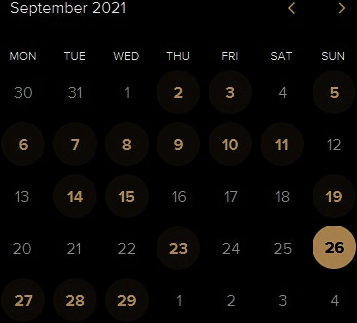 September 2021
MON TUE WED THU FRI SAT SUN
30 31 1 2 3 4 5
6 7 8 9 10 11 12
13 14 15 16 17 18 19
20 21 22 23 24 25 26
27 28 29 1 2 3 4